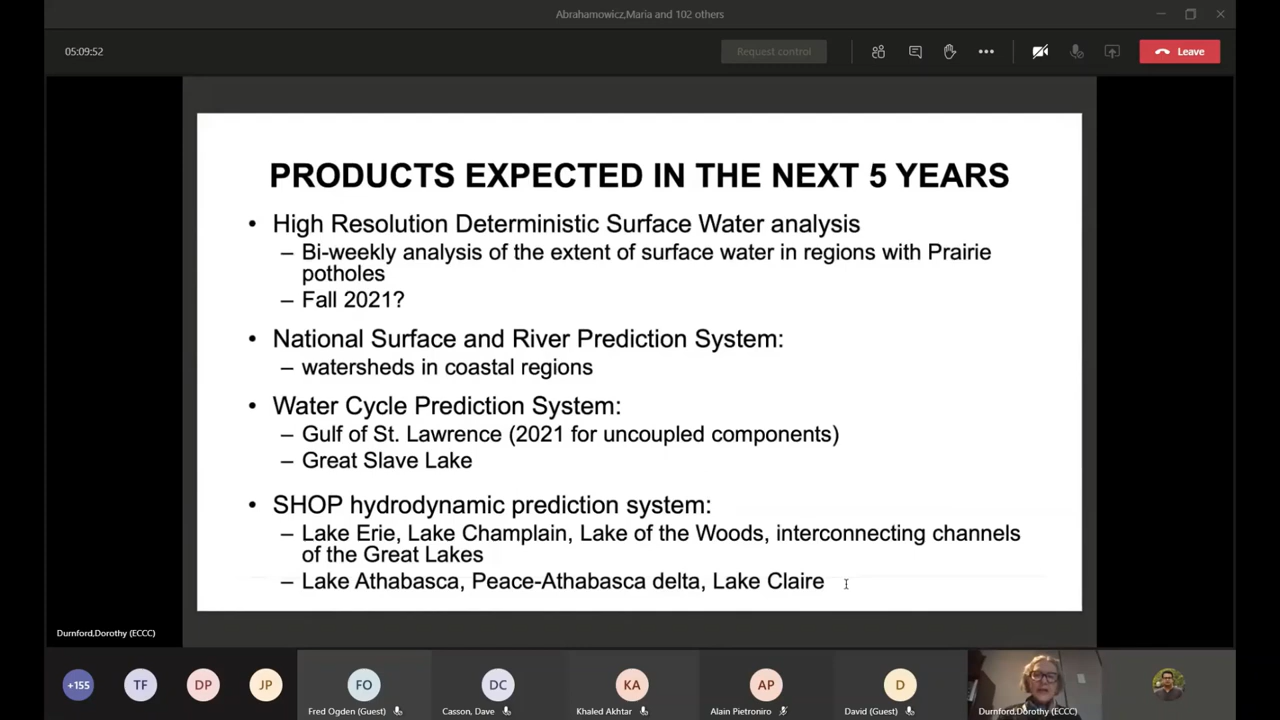 Abrahamowicz,Maria and 102 others
05:09:52
Request control
Leave
PRODUCTS EXPECTED IN THE NEXT 5 YEARS
• High Resolution Deterministic Surface Water analysis
– Bi-weekly analysis of the extent of surface water in regions with Prairie
potholes
– Fall 2021?
• National Surface and River Prediction System:
– watersheds in coastal regions
• Water Cycle Prediction System:
– Gulf of St. Lawrence (2021 for uncoupled components)
– Great Slave Lake
• SHOP hydrodynamic prediction system:
– Lake Erie, Lake Champlain, Lake of the Woods, interconnecting channels
of the Great Lakes
– Lake Athabasca, Peace-Athabasca delta, Lake Claire
Durnford,Dorothy (ECCC)
+155
TF
DP
JP
FO
DC
KA
AP
D
Fred Ogden (Guest)
Casson, Dave
Khaled Akhtar
Alain Pietroniro
David (Guest)
Durnford,Dorothy (ECCC)